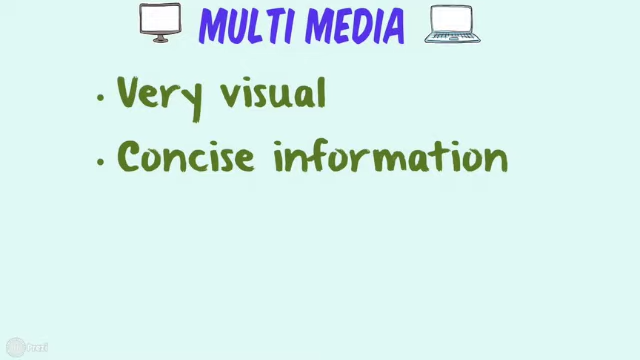 MULTI MEDIA
• Very visual
• Concise information
Prezi